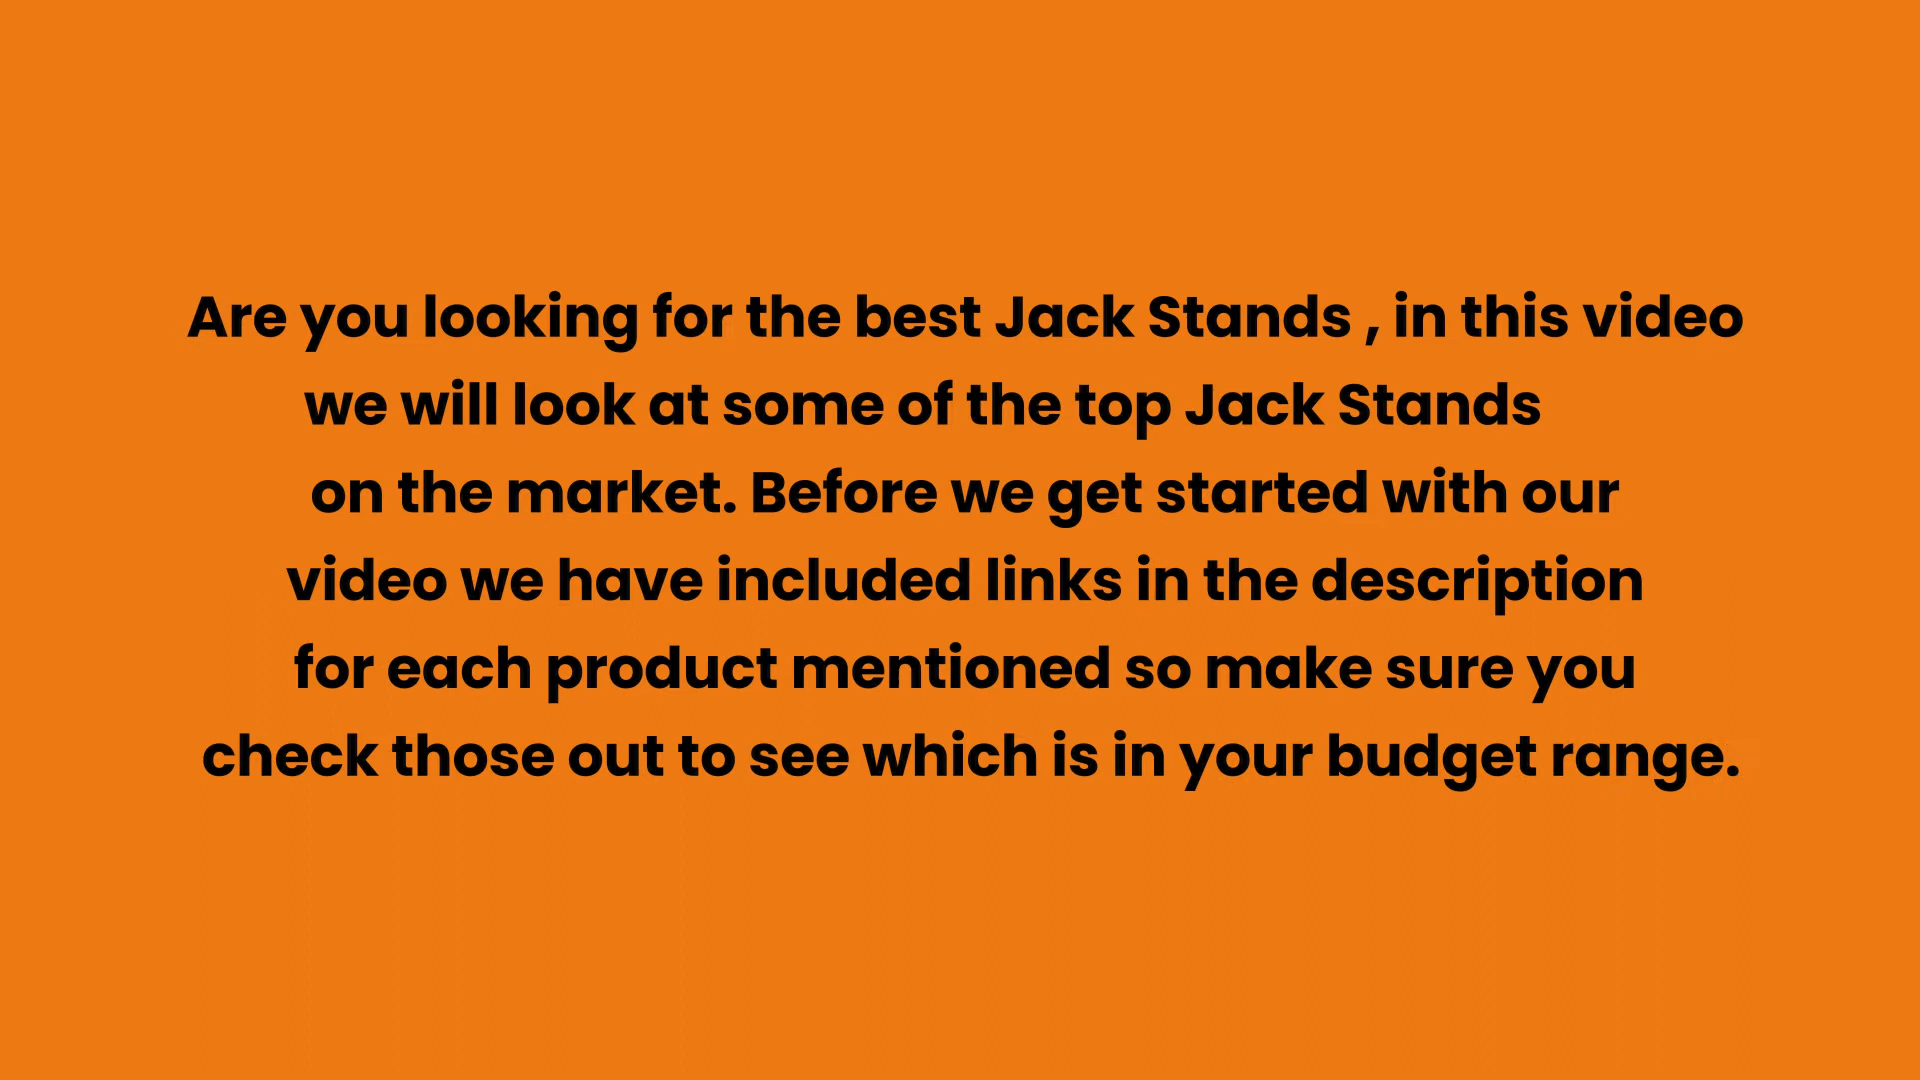 Are you looking for the best Jack Stands , in this video
we will look at some of the top Jack Stands
on the market. Before we get started with our
video we have included links in the description
for each product mentioned so make sure you
check those out to see which is in your budget range.